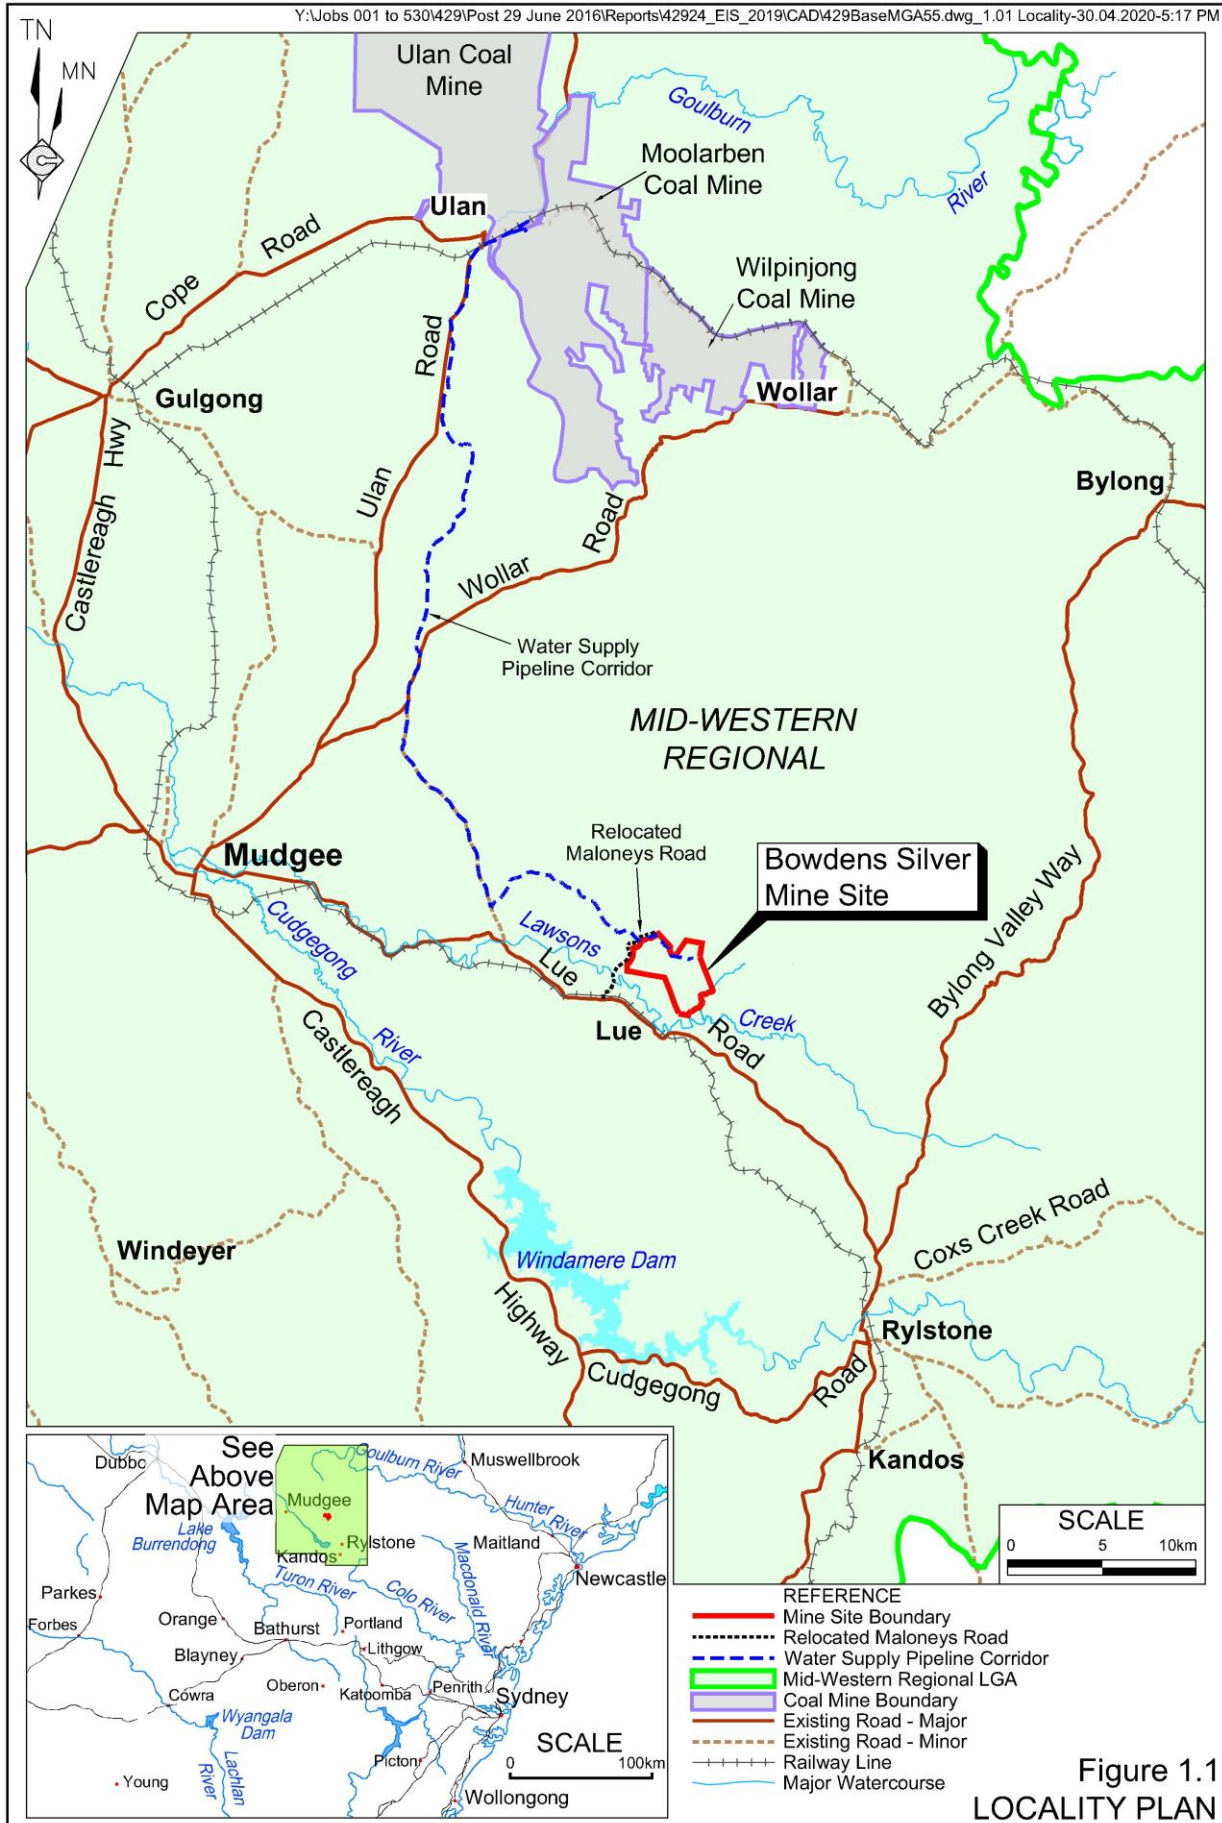 Y:\Jobs 001 to 530\429\Post 29 June 2016\Reports\42924_EIS_2019\CAD\429BaseMGA55.dwg_1.01 Locality-30.04.2020-5:17 PM
TN
MN
Ulan Coal
Mine
Goulburn
River
Moolarben
Coal Mine
Ulan
Cope
Road
Wilpinjong
Coal Mine
Road
Ulan
Gulgong
Wollar
Castlereagh
Hwy
Bylong
Wollar
Road
Water Supply
Pipeline Corridor
MID-WESTERN
REGIONAL
Relocated
Maloneys Road
Mudgee
Bowdens Silver
Mine Site
Cudgegong
River
Lawsons
Creek
Lue
Road
Lue
Bylong Valley Way
Castlereagh
Highway
Windeyer
Windamere Dam
Coxs Creek Road
Rylstone
Cudgegong
Road
Kandos
SCALE
0 5 10km
See
Above
Map Area
Dubbo
Goulburn River
Muswellbrook
Mudgee
Lake
Burrendong
Hunter
River
Rylstone
Kandos
Maitland
Macdonald River
Newcastle
Turon River
Colo River
Parkes
Forbes
Orange
Bathurst
Portland
Lithgow
Blayney
Oberon
Katoomba
Penrith
Sydney
Cowra
Wyangala
Dam
Lachlan
River
Picton
Young
Wollongong
SCALE
0 100km
REFERENCE
Mine Site Boundary
Relocated Maloneys Road
Water Supply Pipeline Corridor
Mid-Western Regional LGA
Coal Mine Boundary
Existing Road - Major
Existing Road - Minor
Railway Line
Major Watercourse
Figure 1.1
LOCALITY PLAN